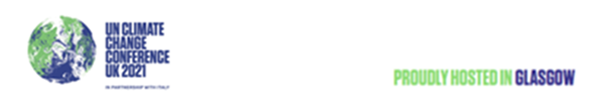 UN CLIMATE
CHANGE
CONFERENCE
UK 2021
IN PARTNERSHIP WITH ITALY
PROUDLY HOSTED IN GLASGOW